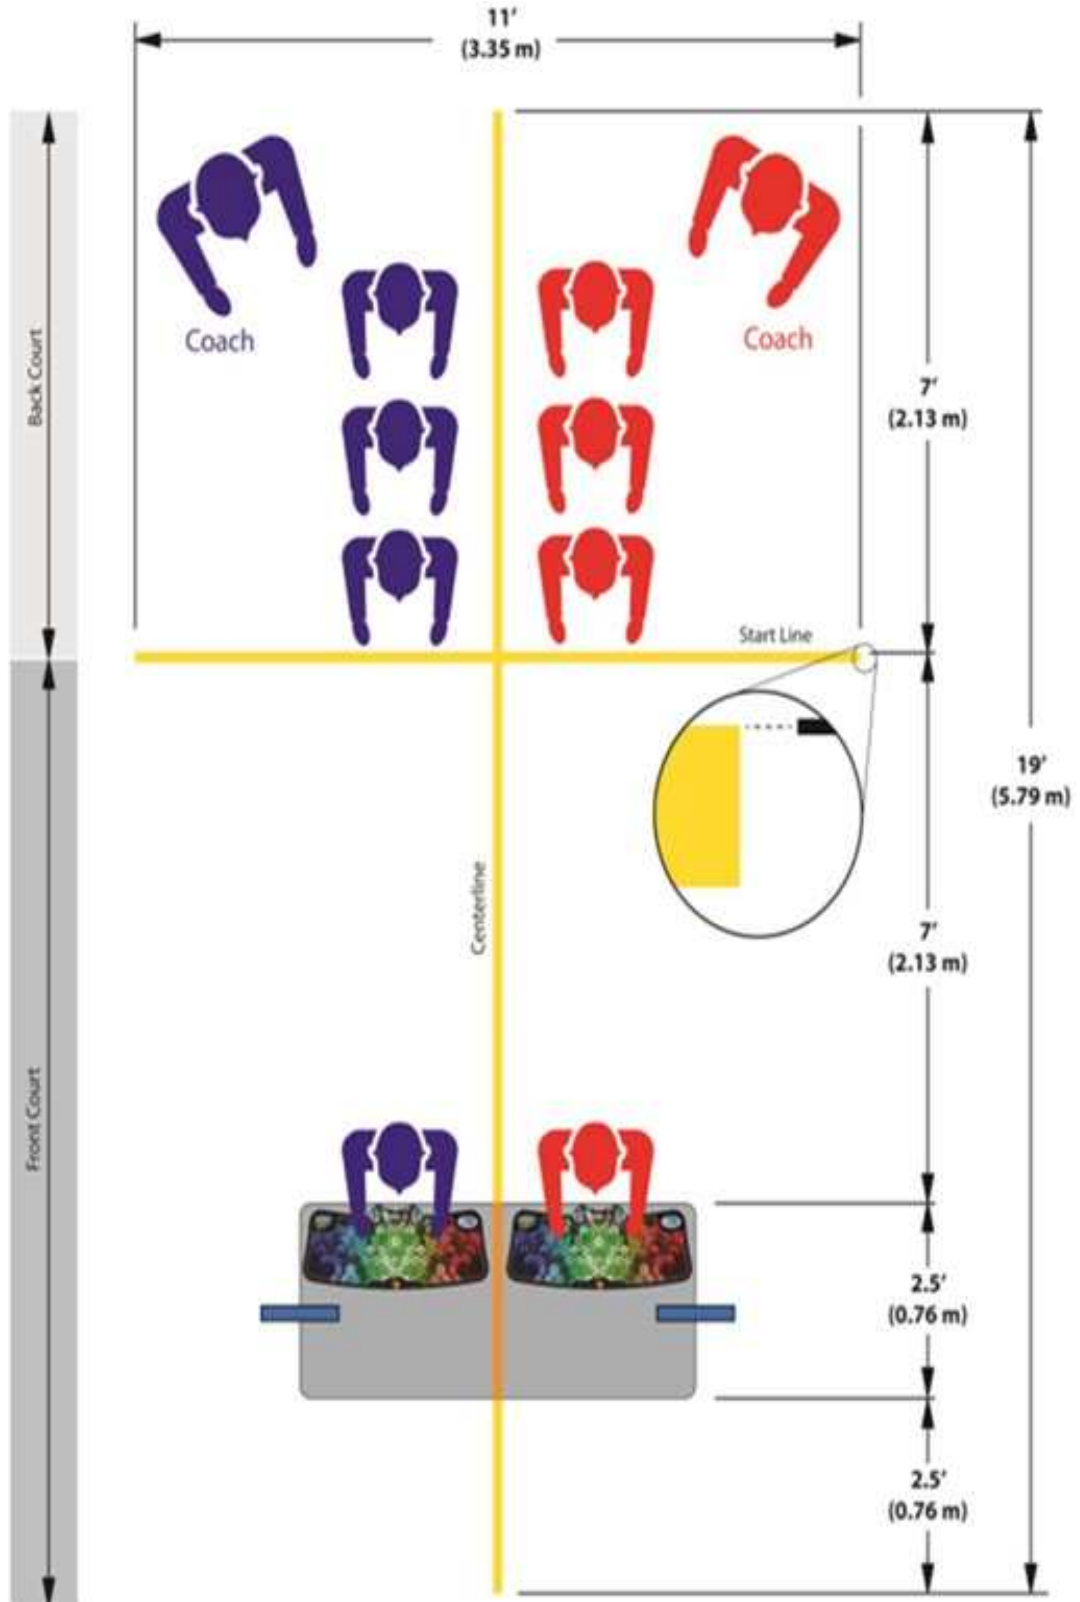 11'
(3.35 m)
Back Court
Coach
Coach
7'
(2.13 m)
Start Line
19'
(5.79 m)
Centerline
7'
(2.13 m)
Front Court
2.5'
(0.76 m)
2.5'
(0.76 m)